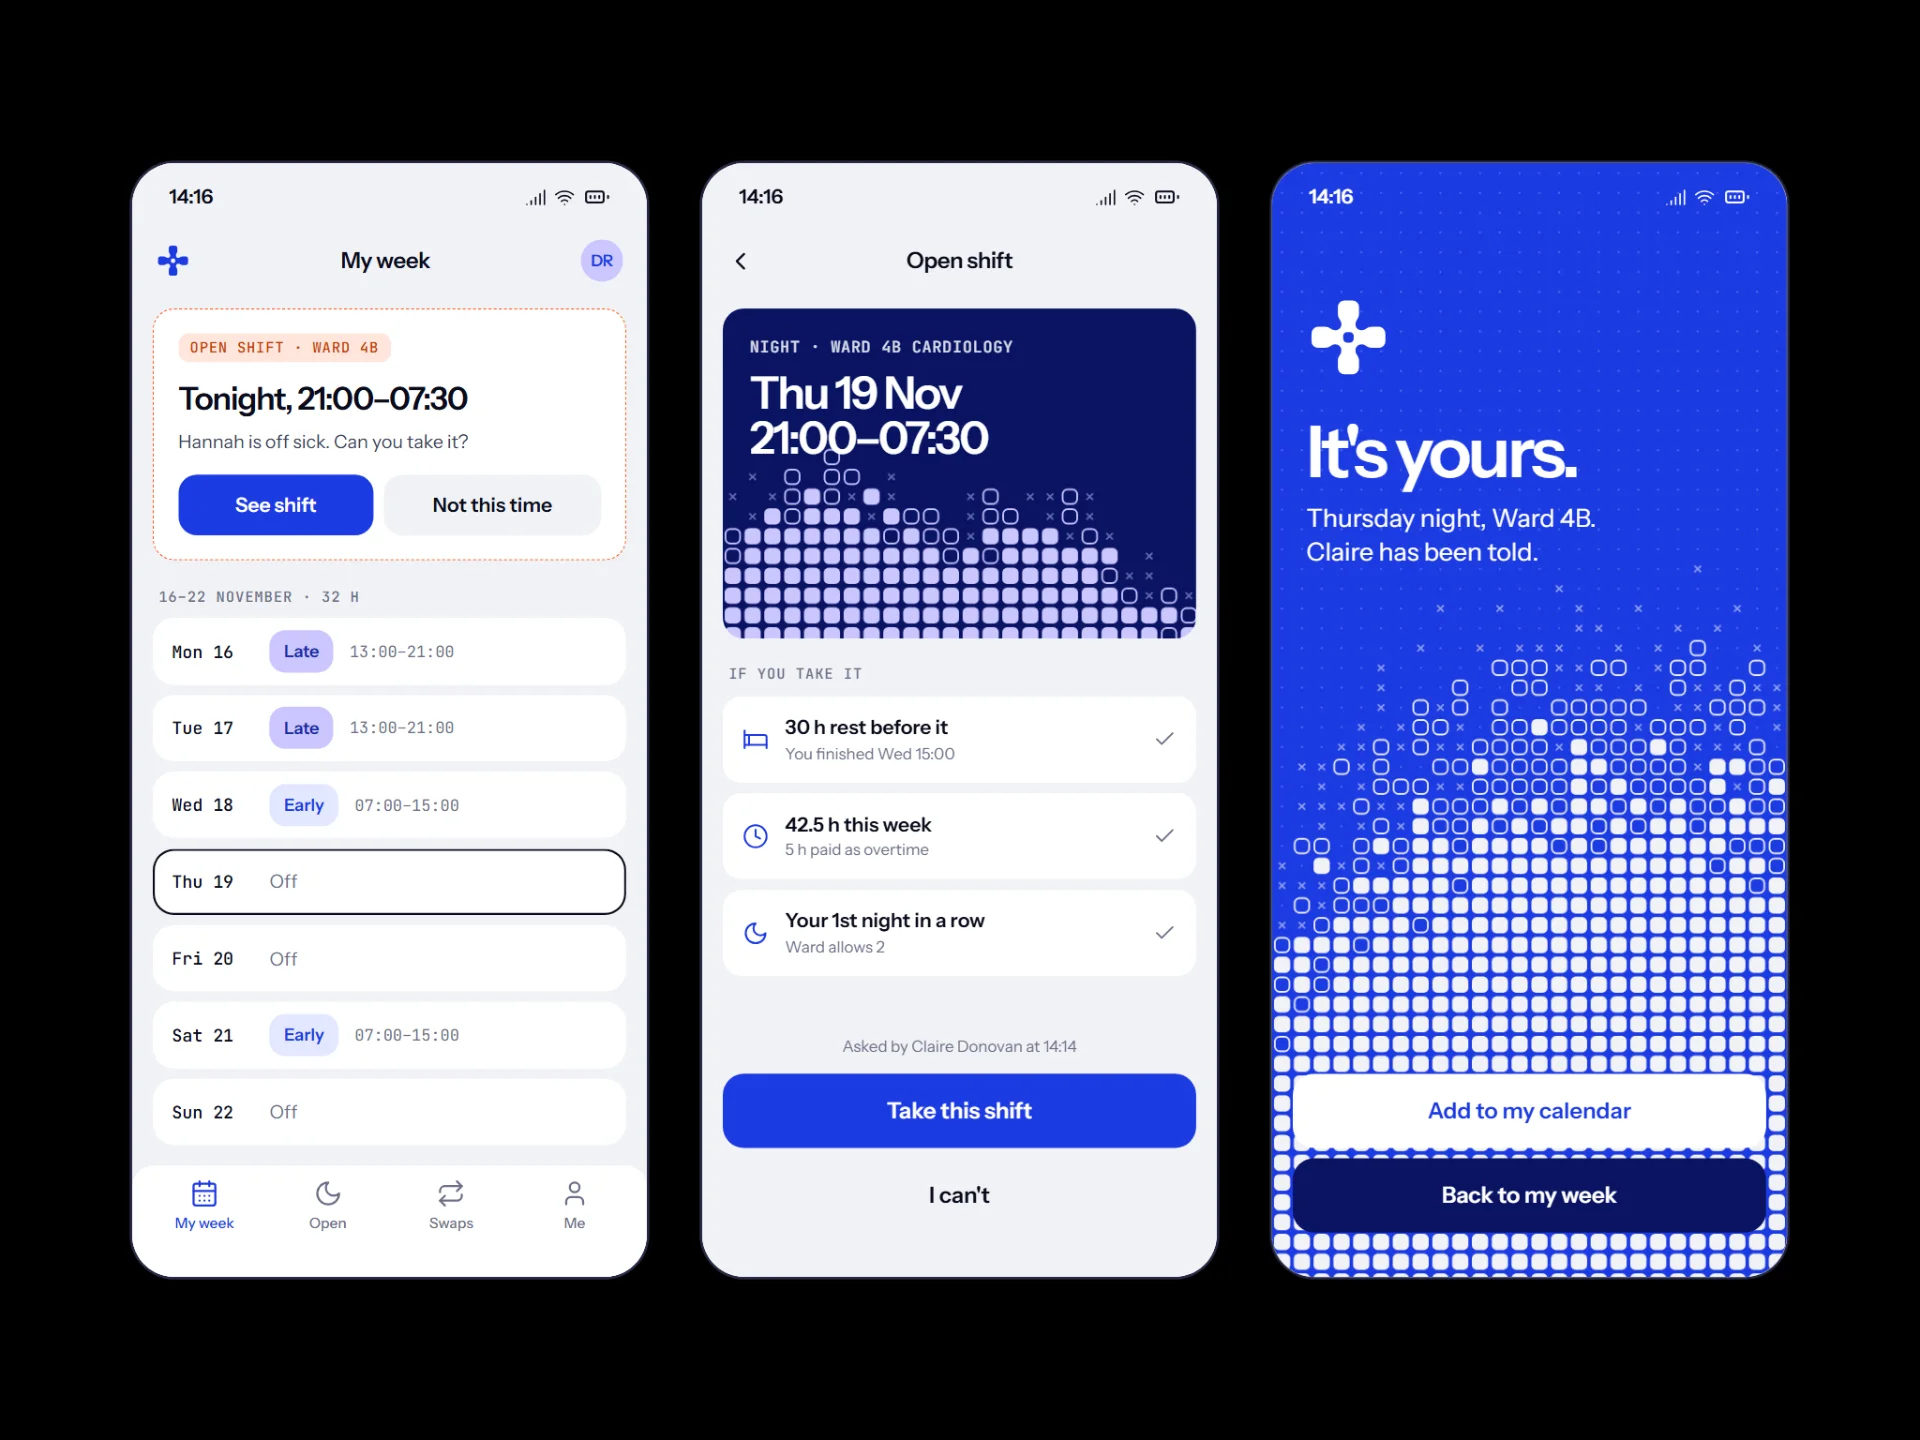 14:16
My week
DR
OPEN SHIFT · WARD 4B
Tonight, 21:00–07:30
Hannah is off sick. Can you take it?
See shift
Not this time
16–22 NOVEMBER · 32 H
Mon 16 Late 13:00–21:00
Tue 17 Late 13:00–21:00
Wed 18 Early 07:00–15:00
Thu 19 Off
Fri 20 Off
Sat 21 Early 07:00–15:00
Sun 22 Off
My week
Open
Swaps
Me
14:16
Open shift
NIGHT · WARD 4B CARDIOLOGY
Thu 19 Nov
21:00–07:30
IF YOU TAKE IT
30 h rest before it
You finished Wed 15:00
42.5 h this week
5 h paid as overtime
Your 1st night in a row
Ward allows 2
Asked by Claire Donovan at 14:14
Take this shift
I can't
14:16
It's yours.
Thursday night, Ward 4B.
Claire has been told.
Add to my calendar
Back to my week